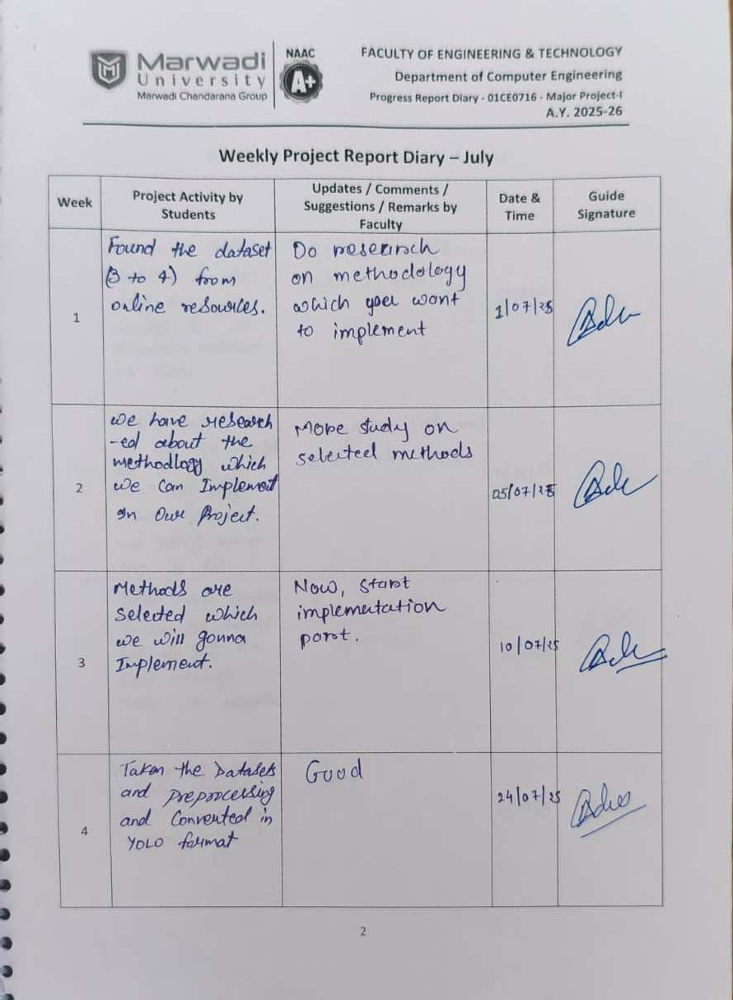 Marwadi
University
Marwadi Chandarana Group
NAAC
A+
FACULTY OF ENGINEERING & TECHNOLOGY
Department of Computer Engineering
Progress Report Diary - 01CE0716 - Major Project-I
A.Y. 2025-26
Weekly Project Report Diary – July
Week
Project Activity by
Students
Updates / Comments /
Suggestions / Remarks by
Faculty
Date &
Time
Guide
Signature
1
Found the dataset
(3 to 4) from
online resources.
Do research
on methodology
which you want
to implement
1/07/25
2
We have research
-ed about the
methodlogy which
we can Implement
In Our Project.
More study on
selected methods
05/07/25
3
Methods are
Selected which
we will gonna
Implement.
Now, start
implemutation
part.
10/07/25
4
Taken the Datasets
and preprocessing
and Converted in
YOLO format
Good
24/07/25
2